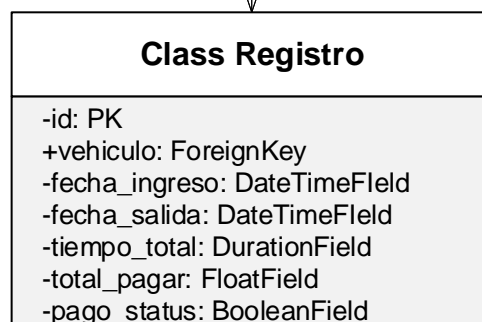 Class Registro
-id: PK
+vehiculo: ForeignKey
-fecha_ingreso: DateTimeFIeld
-fecha_salida: DateTimeFIeld
-tiempo_total: DurationField
-total_pagar: FloatField
-pago_status: BooleanField